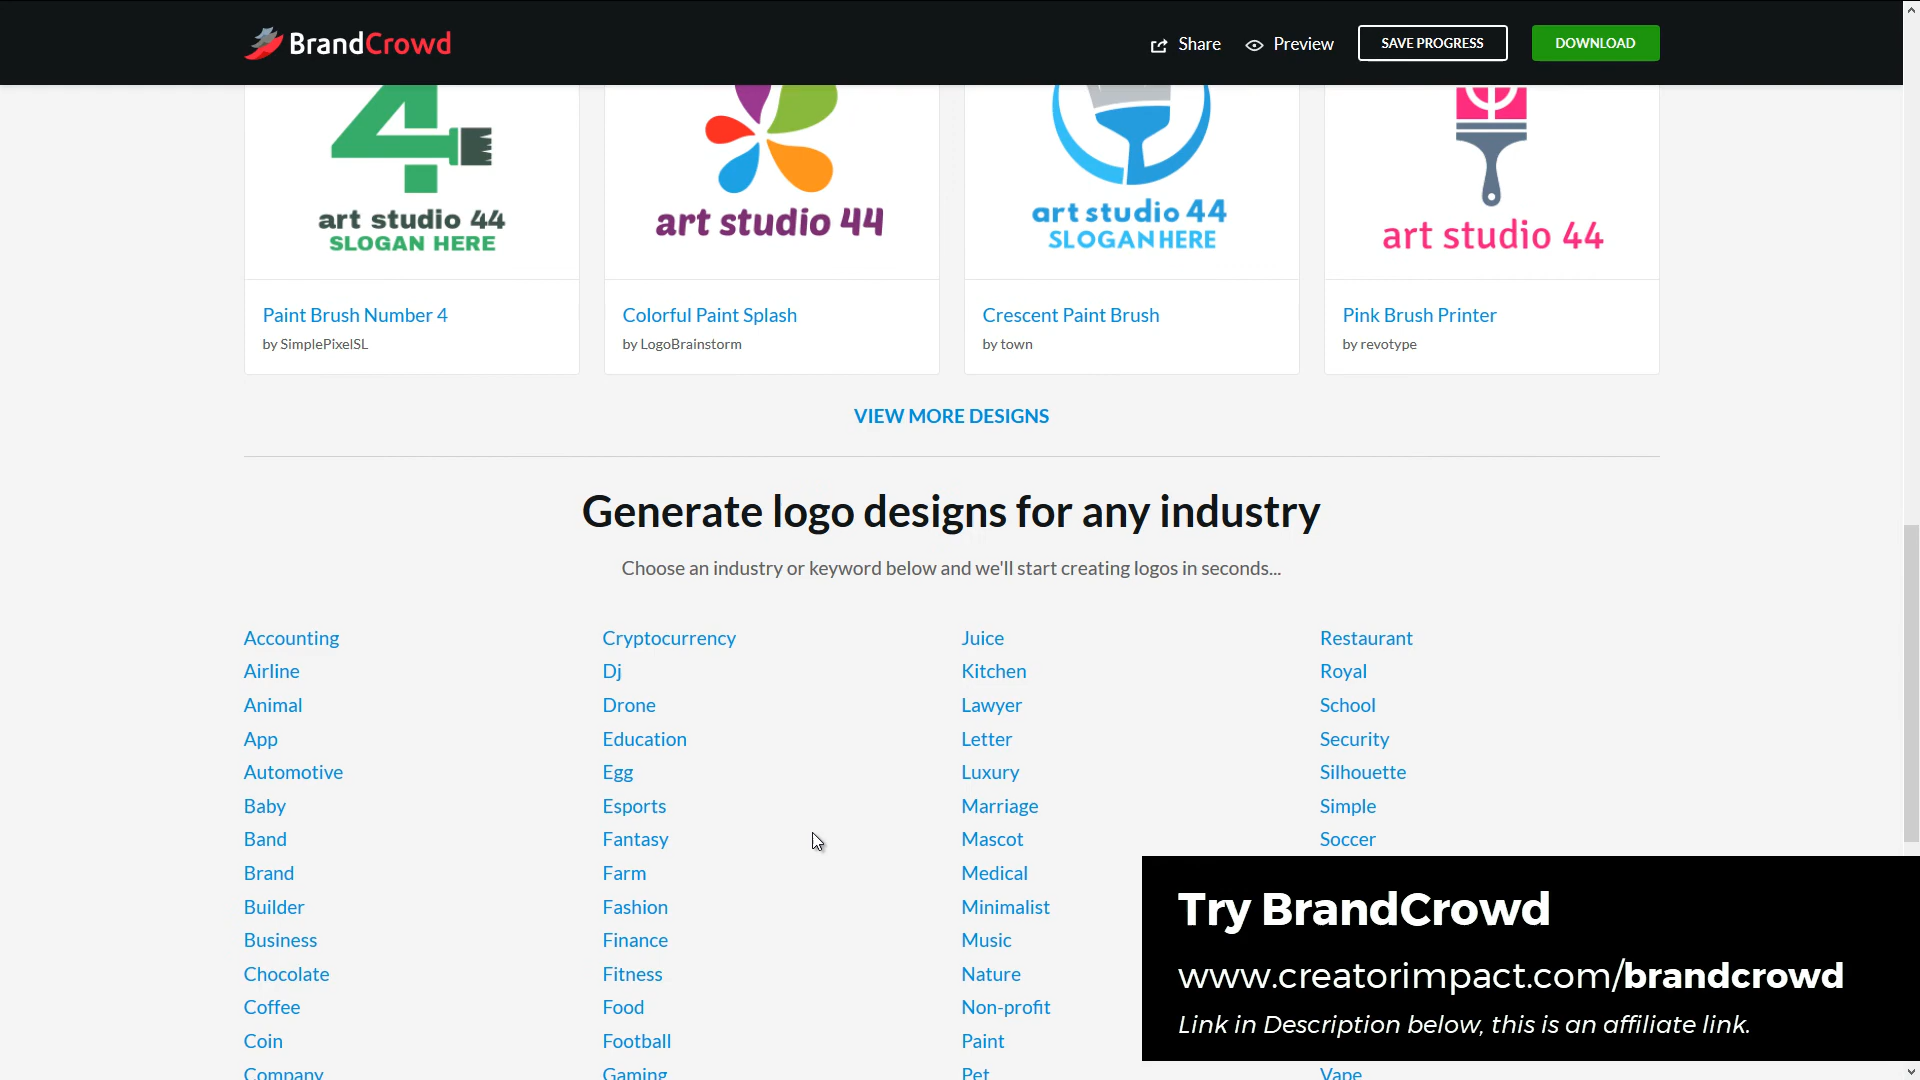 BrandCrowd
Share
Preview
SAVE PROGRESS
DOWNLOAD
4
art studio 44
SLOGAN HERE
art studio 44
art studio 44
SLOGAN HERE
art studio 44
Paint Brush Number 4
by SimplePixelSL
Colorful Paint Splash
by LogoBrainstorm
Crescent Paint Brush
by town
Pink Brush Printer
by revotype
VIEW MORE DESIGNS
Generate logo designs for any industry
Choose an industry or keyword below and we'll start creating logos in seconds...
Accounting
Airline
Animal
App
Automotive
Baby
Band
Brand
Builder
Business
Chocolate
Coffee
Coin
Company
Cryptocurrency
Dj
Drone
Education
Egg
Esports
Fantasy
Farm
Fashion
Finance
Fitness
Food
Football
Gaming
Juice
Kitchen
Lawyer
Letter
Luxury
Marriage
Mascot
Medical
Minimalist
Music
Nature
Non-profit
Paint
Pet
Restaurant
Royal
School
Security
Silhouette
Simple
Soccer
Vape
Try BrandCrowd
www.creatorimpact.com/brandcrowd
Link in Description below, this is an affiliate link.